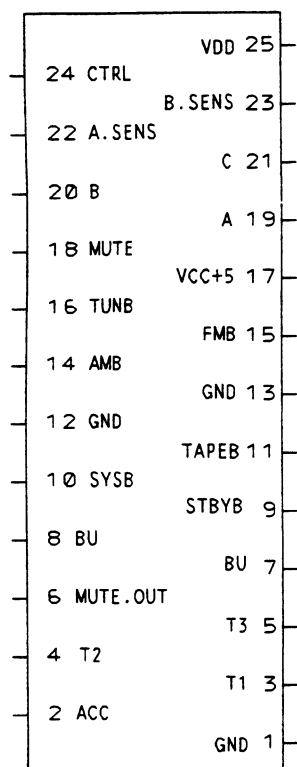 VDD 25
24 CTRL
B.SENS 23
22 A.SENS
C 21
20 B
A 19
18 MUTE
VCC+5 17
16 TUNB
FMB 15
14 AMB
GND 13
12 GND
TAPEB 11
10 SYSB
STBYB 9
8 BU
BU 7
6 MUTE.OUT
T3 5
4 T2
T1 3
2 ACC
GND 1